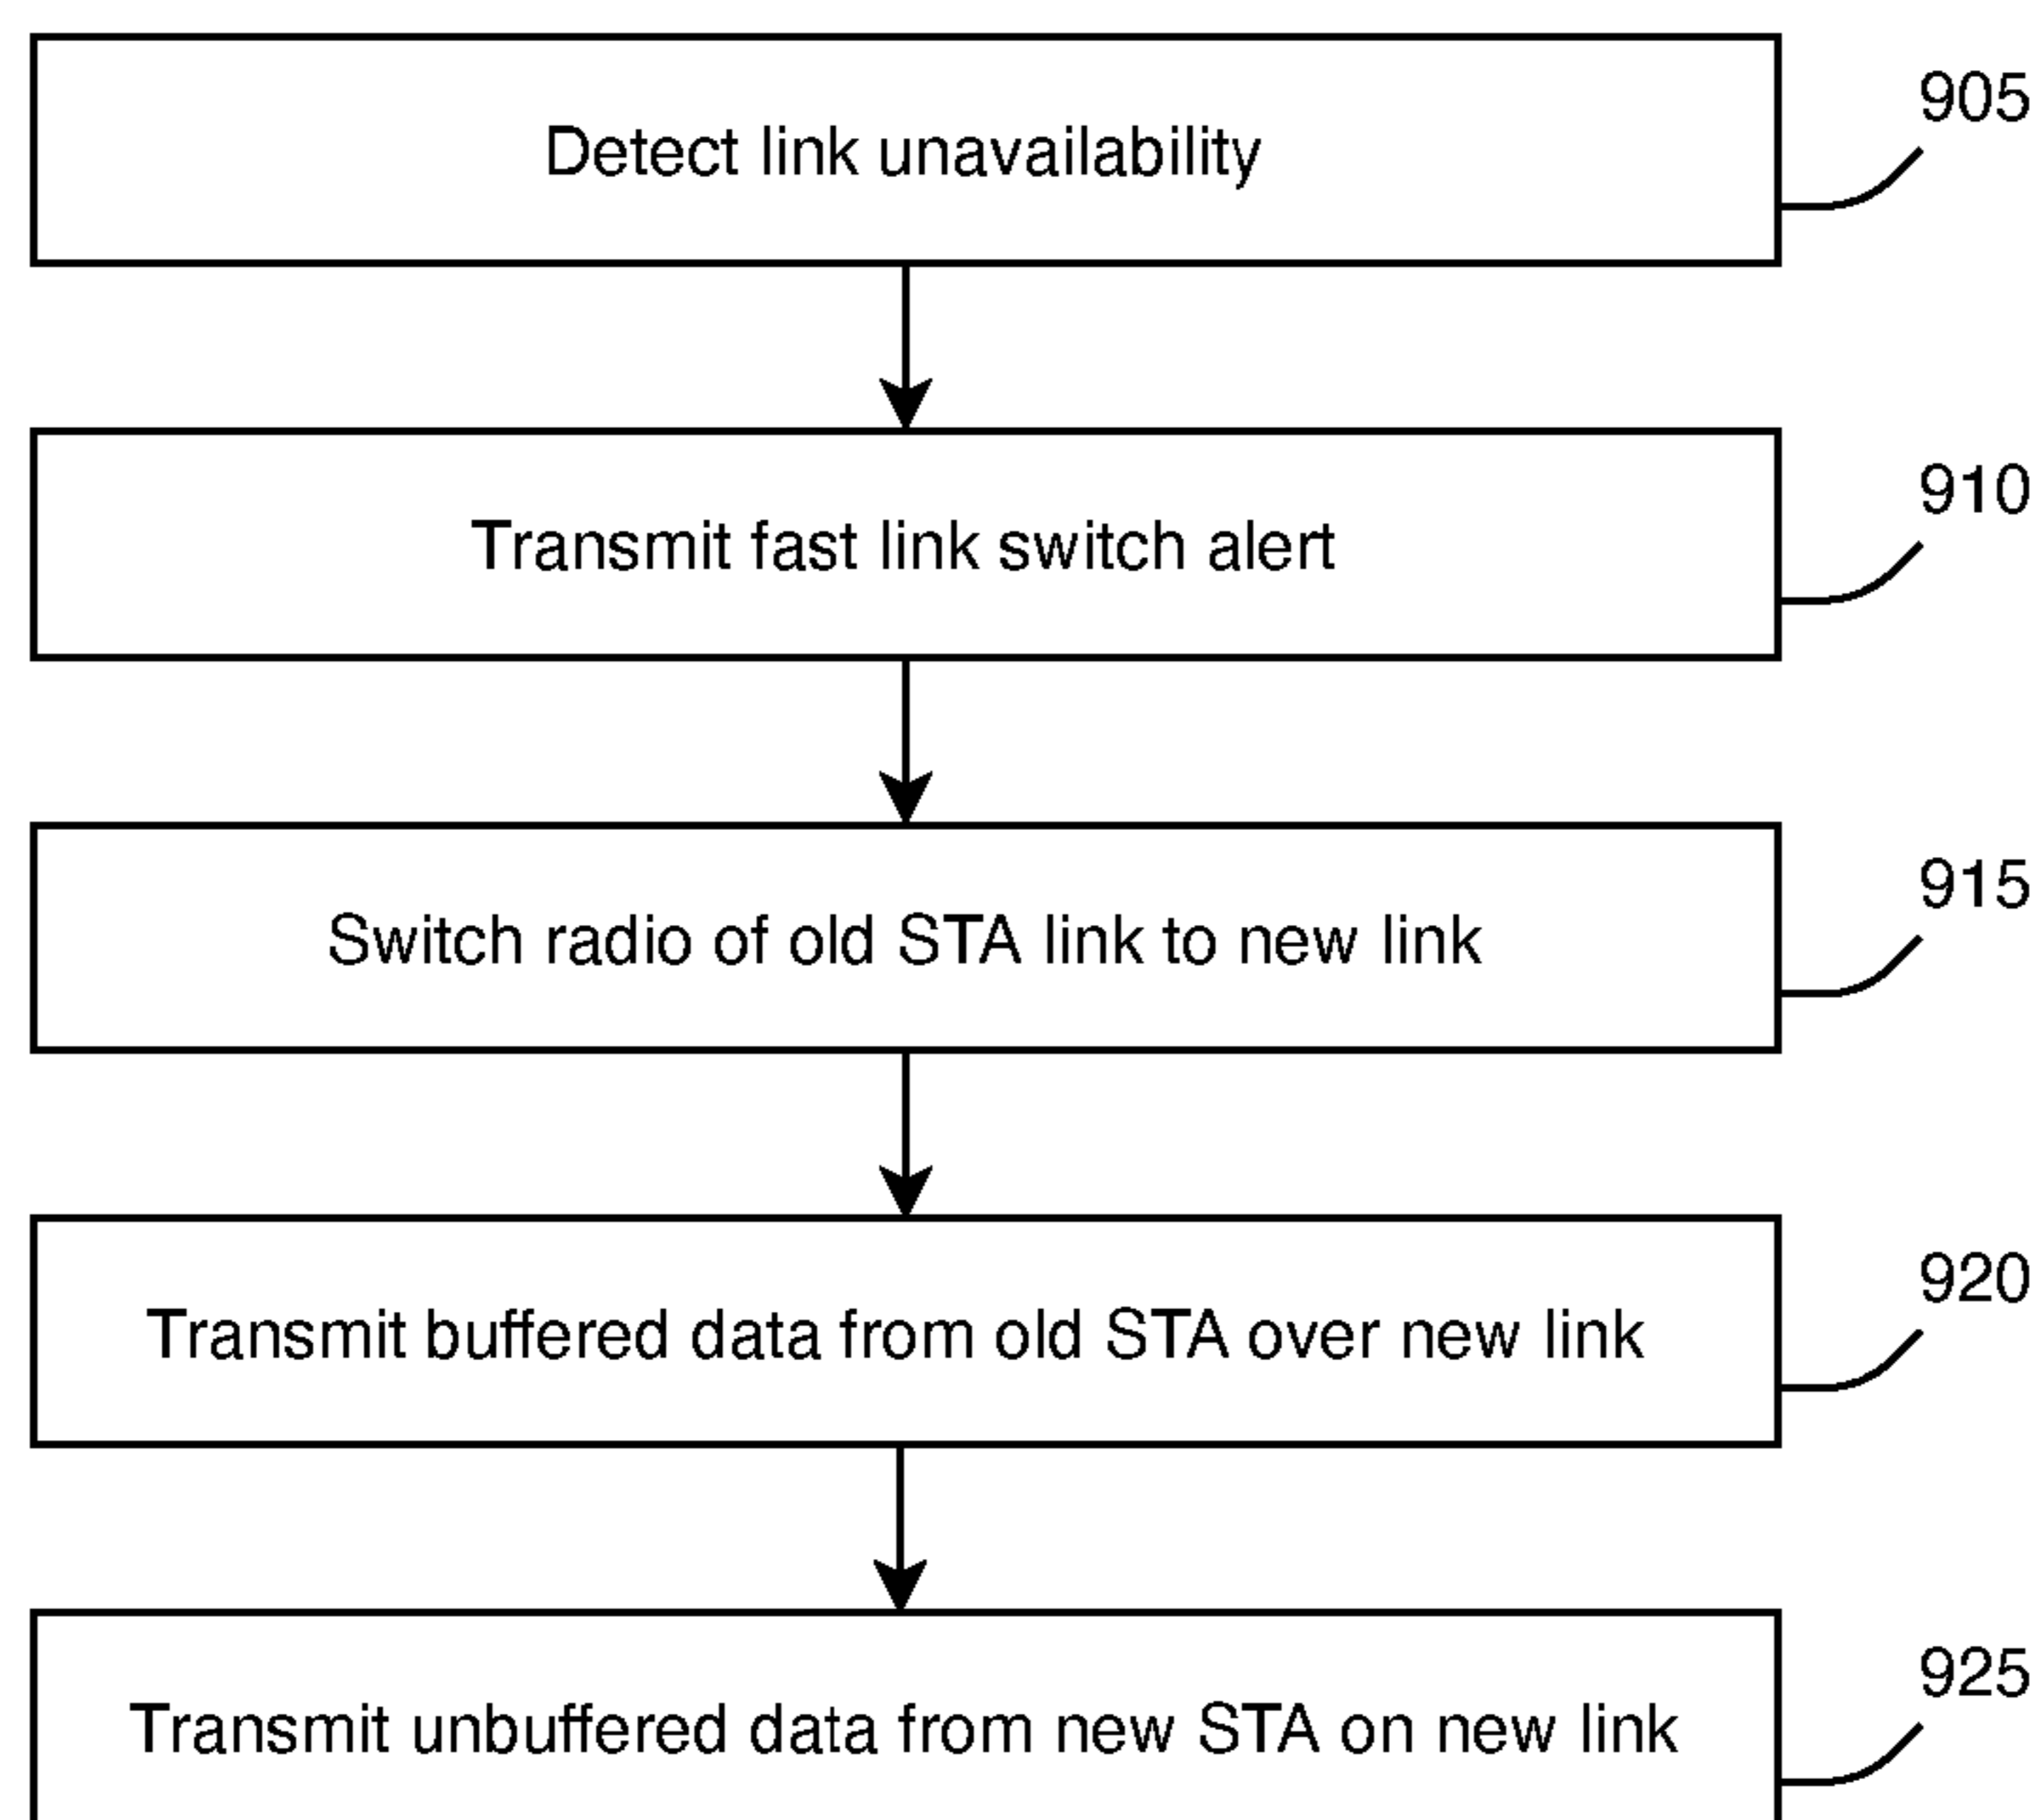 Detect link unavailability
905
Transmit fast link switch alert
910
Switch radio of old STA link to new link
915
Transmit buffered data from old STA over new link
920
Transmit unbuffered data from new STA on new link
925